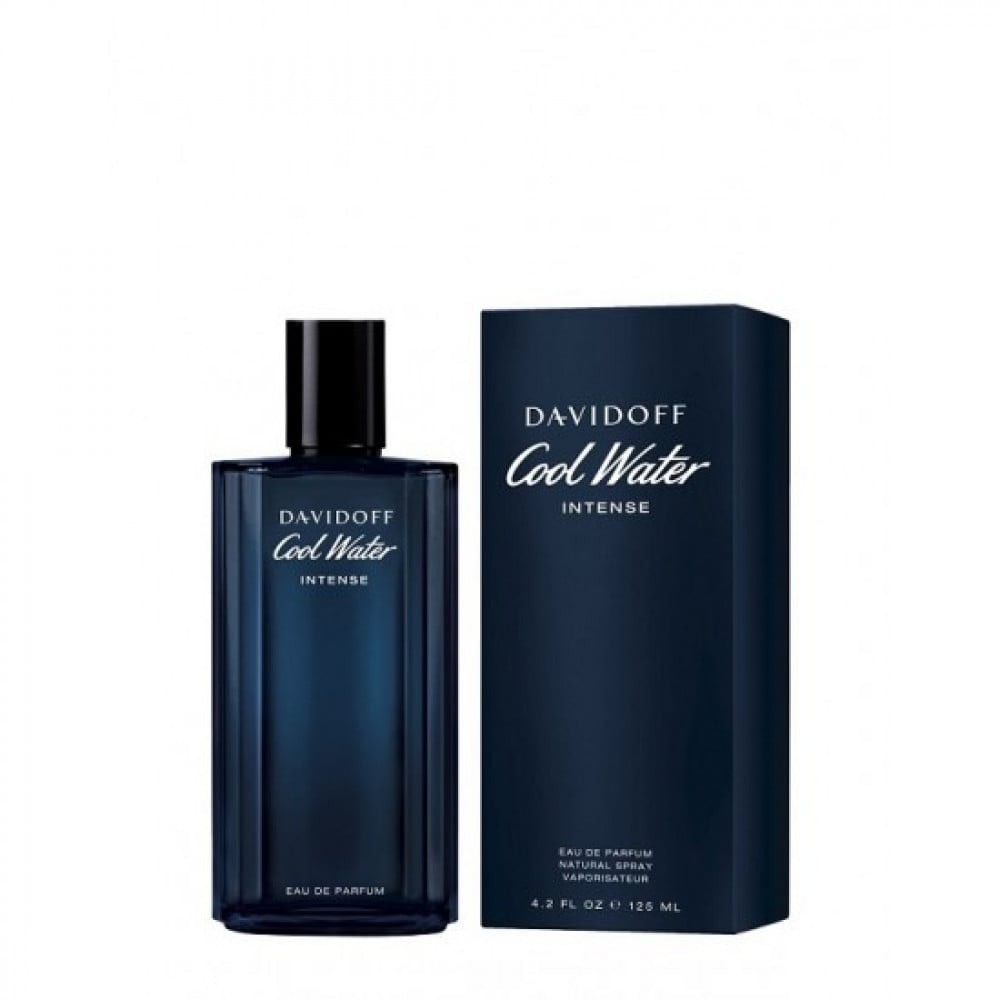 DAVIDOFF
Cool Water
INTENSE
EAU DE PARFUM
DAVIDOFF
Cool Water
INTENSE
EAU DE PARFUM
NATURAL SPRAY
VAPORISATEUR
4.2 FL OZ ℮ 125 ML